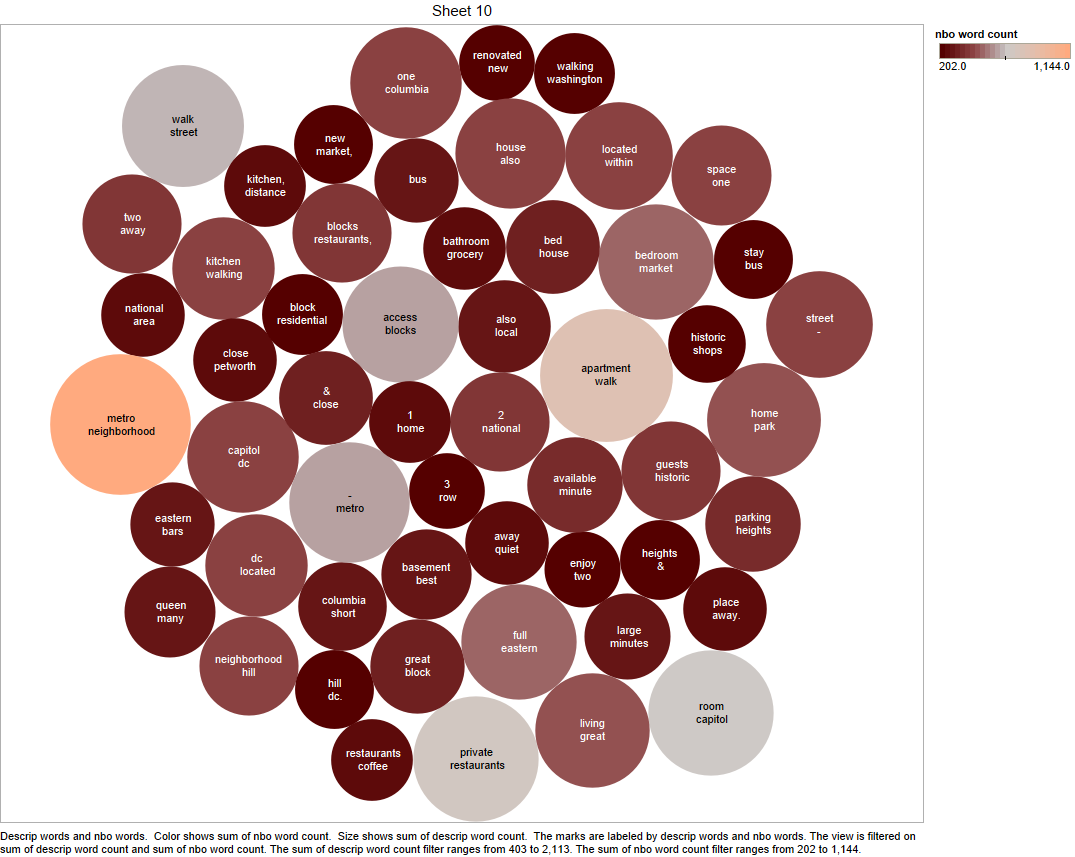 Sheet 10
nbo word count
202.0 1,144.0
one
columbia
renovated
new
walking
washington
walk
street
new
market,
house
also
located
within
kitchen,
distance
bus
space
one
two
away
blocks
restaurants,
bathroom
grocery
bed
house
bedroom
market
stay
bus
kitchen
walking
national
area
block
residential
access
blocks
also
local
historic
shops
street
-
close
petworth
apartment
walk
&
close
metro
neighborhood
1
home
2
national
home
park
capitol
dc
guests
historic
available
minute
3
row
-
metro
eastern
bars
parking
heights
away
quiet
dc
located
basement
best
enjoy
two
heights
&
queen
many
columbia
short
place
away.
full
eastern
large
minutes
neighborhood
hill
great
block
hill
dc.
room
capitol
living
great
restaurants
coffee
private
restaurants
Descrip words and nbo words.  Color shows sum of nbo word count.  Size shows sum of descrip word count.  The marks are labeled by descrip words and nbo words. The view is filtered on
sum of descrip word count and sum of nbo word count. The sum of descrip word count filter ranges from 403 to 2,113. The sum of nbo word count filter ranges from 202 to 1,144.